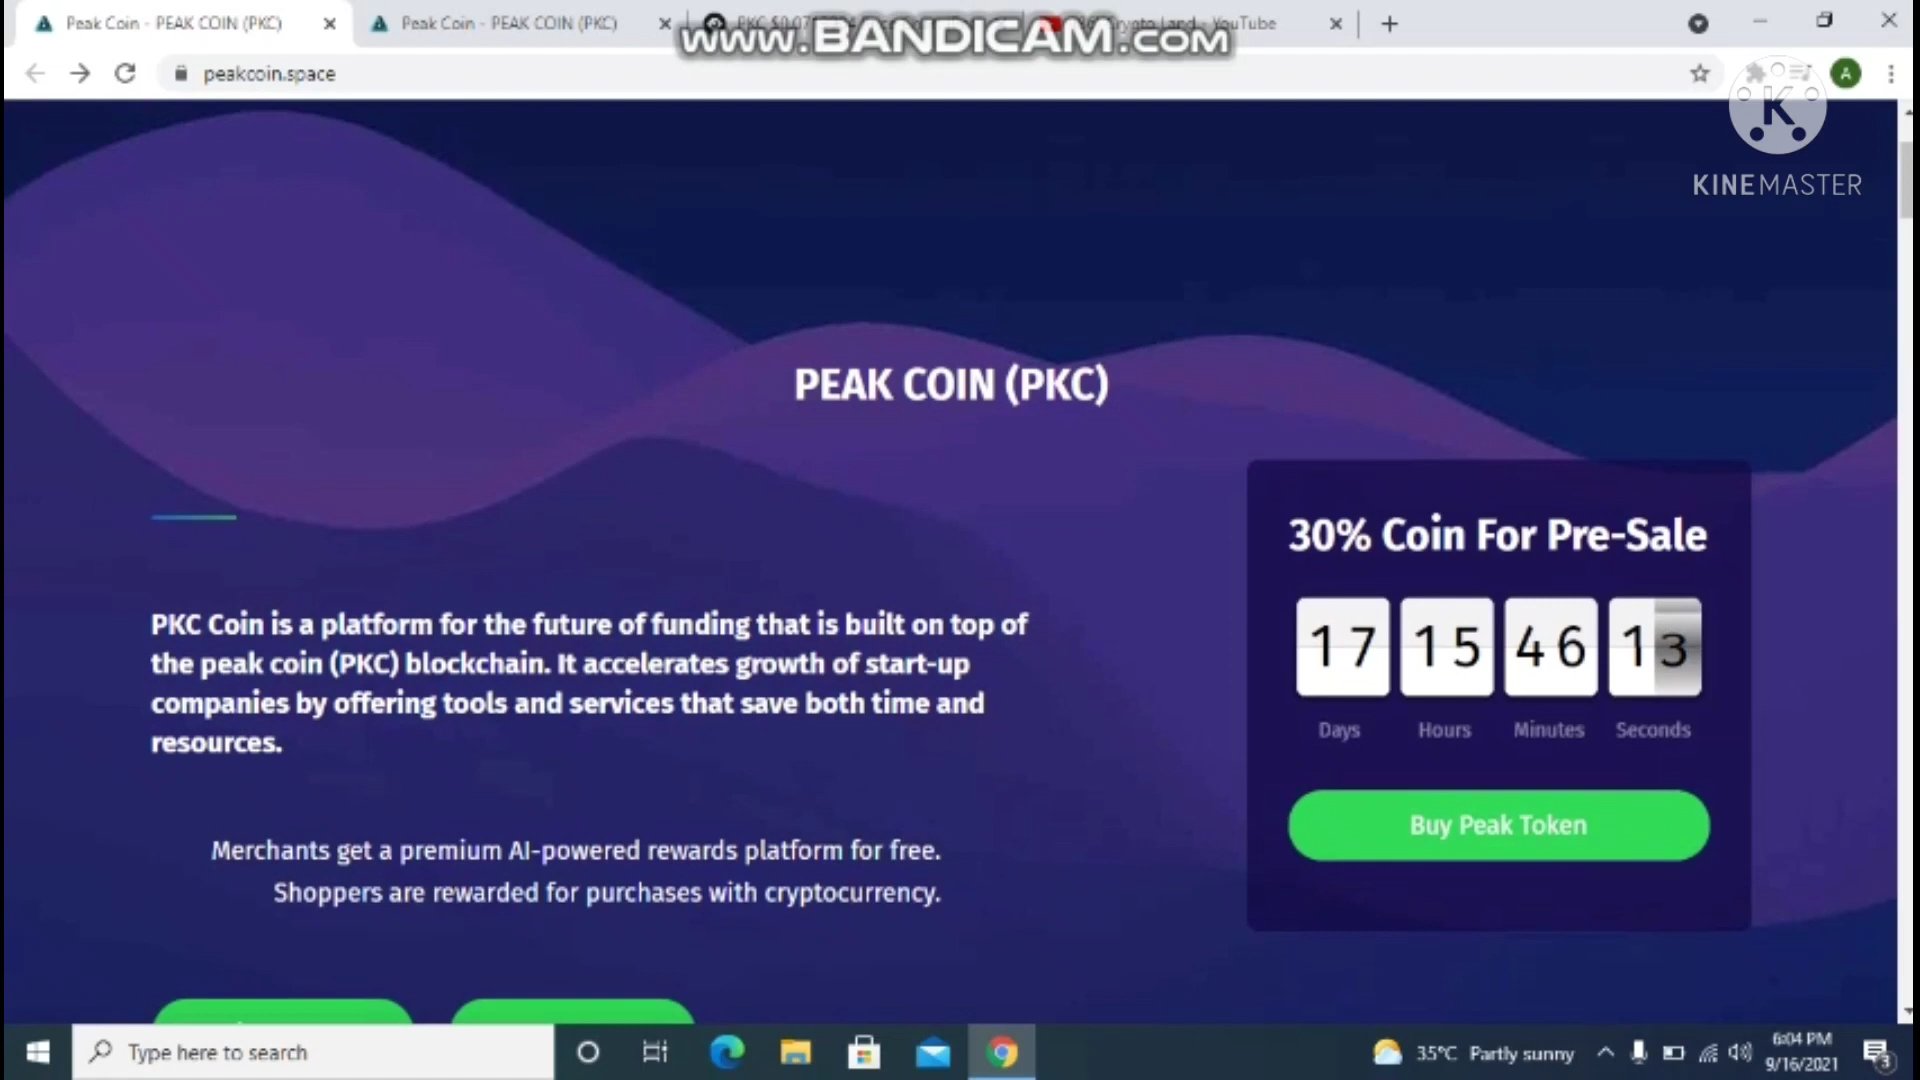 Peak Coin - PEAK COIN (PKC)
Peak Coin - PEAK COIN (PKC)
Crypto Land - YouTube
www.BANDICAM.com
peakcoin.space
A
K
KINEMASTER
PEAK COIN (PKC)
30% Coin For Pre-Sale
17 15 46 13
Days Hours Minutes Seconds
Buy Peak Token
PKC Coin is a platform for the future of funding that is built on top of
the peak coin (PKC) blockchain. It accelerates growth of start-up
companies by offering tools and services that save both time and
resources.
Merchants get a premium AI-powered rewards platform for free.
Shoppers are rewarded for purchases with cryptocurrency.
Type here to search
35°C Partly sunny
6:04 PM
9/16/2021
3